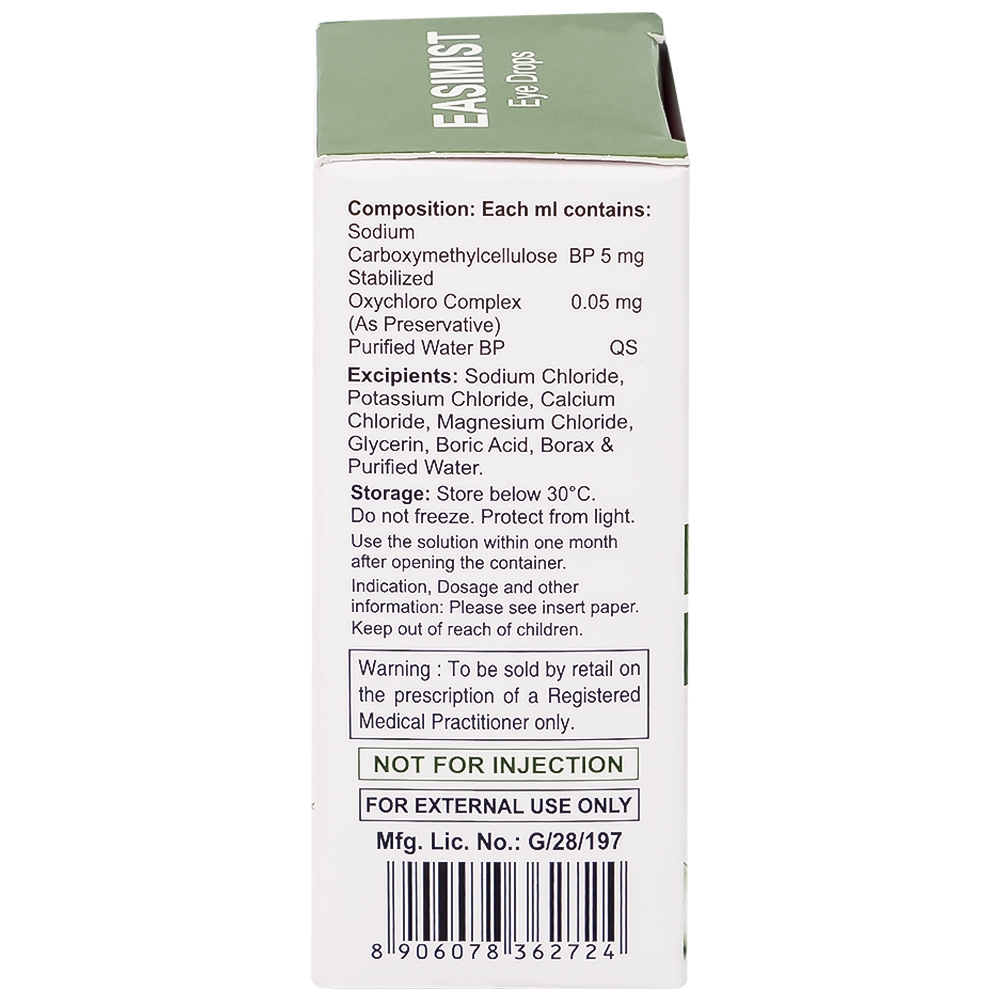 EASIMIST
Eye Drops
Composition: Each ml contains:
Sodium
Carboxymethylcellulose BP 5 mg
Stabilized
Oxychloro Complex 0.05 mg
(As Preservative)
Purified Water BP QS
Excipients: Sodium Chloride,
Potassium Chloride, Calcium
Chloride, Magnesium Chloride,
Glycerin, Boric Acid, Borax &
Purified Water.
Storage: Store below 30°C.
Do not freeze. Protect from light.
Use the solution within one month
after opening the container.
Indication, Dosage and other
information: Please see insert paper.
Keep out of reach of children.
Warning : To be sold by retail on
the prescription of a Registered
Medical Practitioner only.
NOT FOR INJECTION
FOR EXTERNAL USE ONLY
Mfg. Lic. No.: G/28/197
8 906078 362724